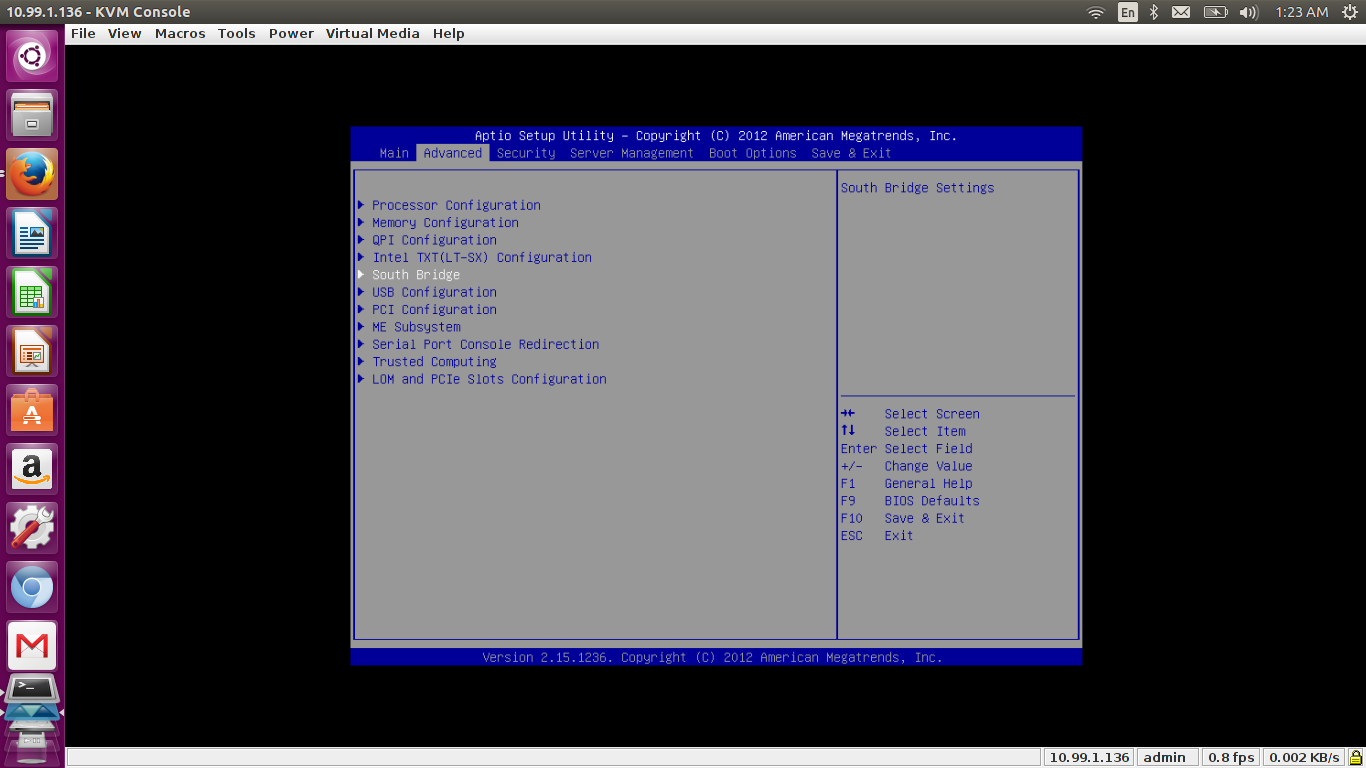 10.99.1.136 - KVM Console
En
1:23 AM
File View Macros Tools Power Virtual Media Help
Aptio Setup Utility - Copyright (C) 2012 American Megatrends, Inc.
Main Advanced Security Server Management Boot Options Save & Exit
Processor Configuration
Memory Configuration
QPI Configuration
Intel TXT(LT-SX) Configuration
South Bridge
USB Configuration
PCI Configuration
ME Subsystem
Serial Port Console Redirection
Trusted Computing
LOM and PCIe Slots Configuration
South Bridge Settings
→← Select Screen
↑↓ Select Item
Enter Select Field
+/- Change Value
F1 General Help
F9 BIOS Defaults
F10 Save & Exit
ESC Exit
Version 2.15.1236. Copyright (C) 2012 American Megatrends, Inc.
10.99.1.136 admin 0.8 fps 0.002 KB/s